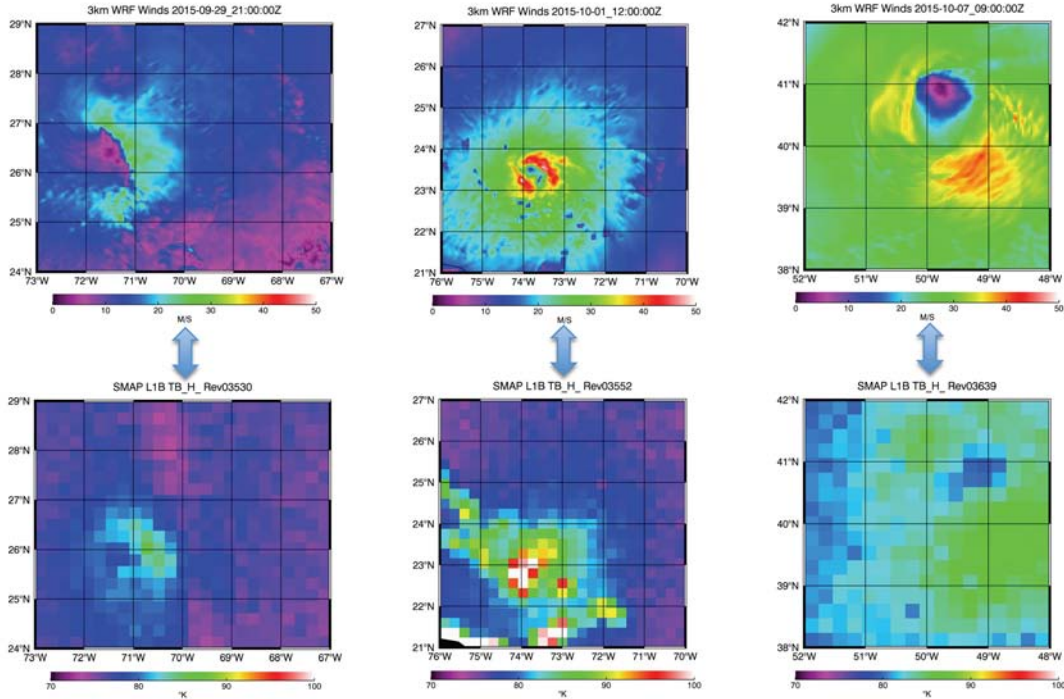 3km WRF Winds 2015-09-29_21:00:00Z
29°N
28°N
27°N
26°N
25°N
24°N
73°W 72°W 71°W 70°W 69°W 68°W 67°W
0 10 20 30 40 50
M/S
3km WRF Winds 2015-10-01_12:00:00Z
27°N
26°N
25°N
24°N
23°N
22°N
21°N
76°W 75°W 74°W 73°W 72°W 71°W 70°W
0 10 20 30 40 50
M/S
3km WRF Winds 2015-10-07_09:00:00Z
42°N
41°N
40°N
39°N
38°N
52°W 51°W 50°W 49°W 48°W
0 10 20 30 40 50
M/S
SMAP L1B TB_H_ Rev03530
29°N
28°N
27°N
26°N
25°N
24°N
73°W 72°W 71°W 70°W 69°W 68°W 67°W
70 80 90 100
°K
SMAP L1B TB_H_ Rev03552
27°N
26°N
25°N
24°N
23°N
22°N
21°N
76°W 75°W 74°W 73°W 72°W 71°W 70°W
70 80 90 100
°K
SMAP L1B TB_H_ Rev03639
42°N
41°N
40°N
39°N
38°N
52°W 51°W 50°W 49°W 48°W
70 80 90 100
°K